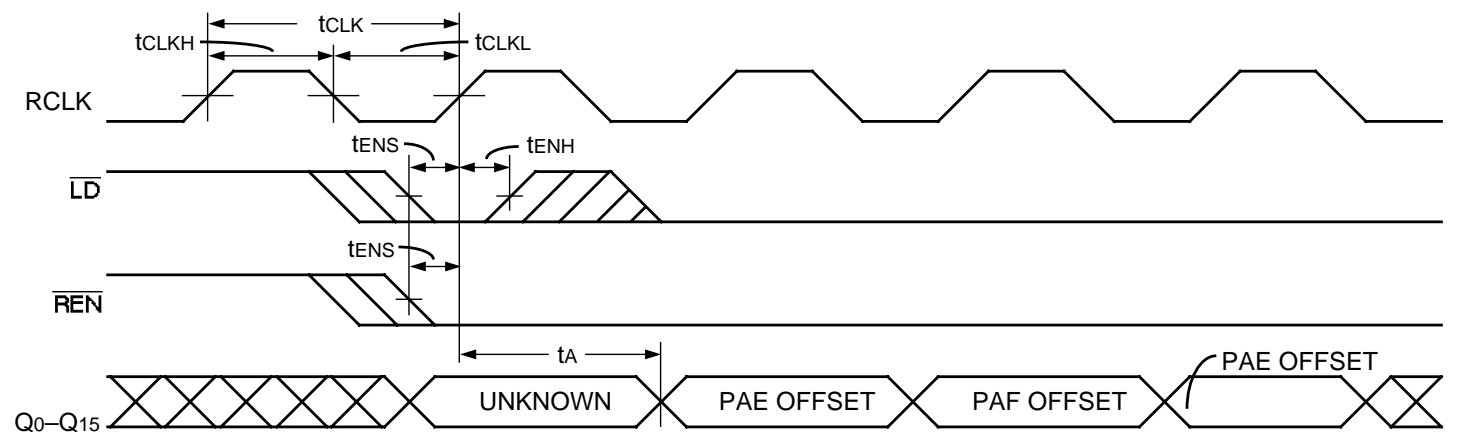 tCLK
tCLKH
tCLKL
RCLK
tENS
tENH
LD
tENS
REN
tA
PAE OFFSET
UNKNOWN
PAE OFFSET
PAF OFFSET
Q0–Q15